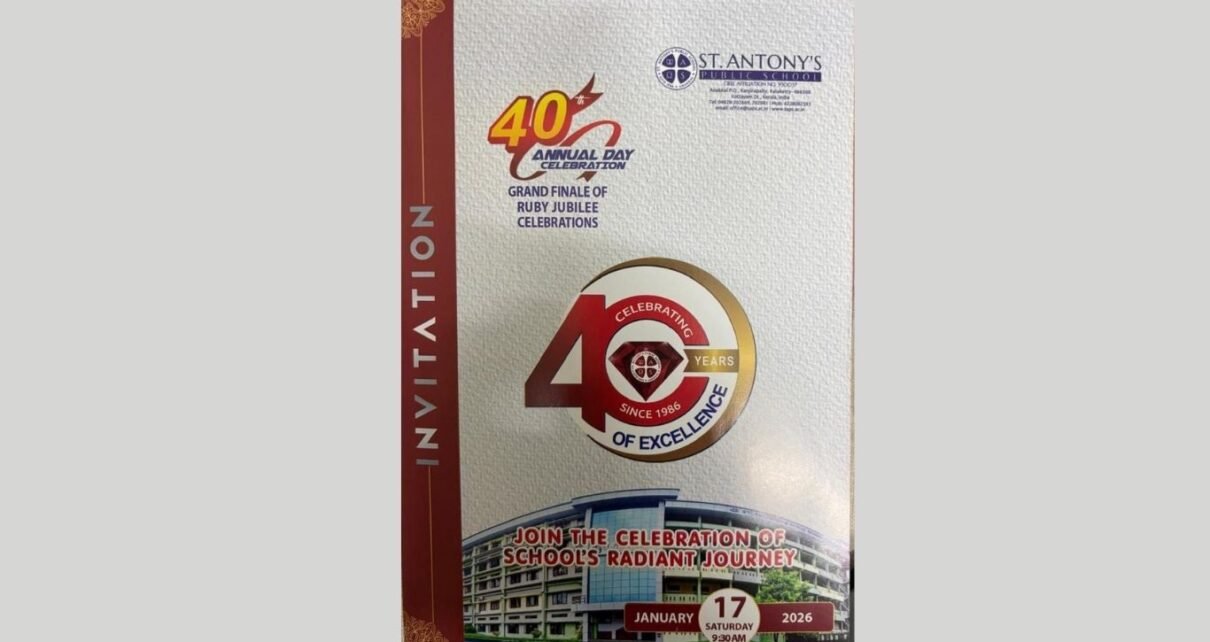 INVITATION
ST. ANTONY'S
PUBLIC SCHOOL
40th
ANNUAL DAY
CELEBRATION
GRAND FINALE OF
RUBY JUBILEE
CELEBRATIONS
40
CELEBRATING
YEARS
SINCE 1986
OF EXCELLENCE
JOIN THE CELEBRATION OF
SCHOOL'S RADIANT JOURNEY
JANUARY 17 2026
SATURDAY
9:30AM